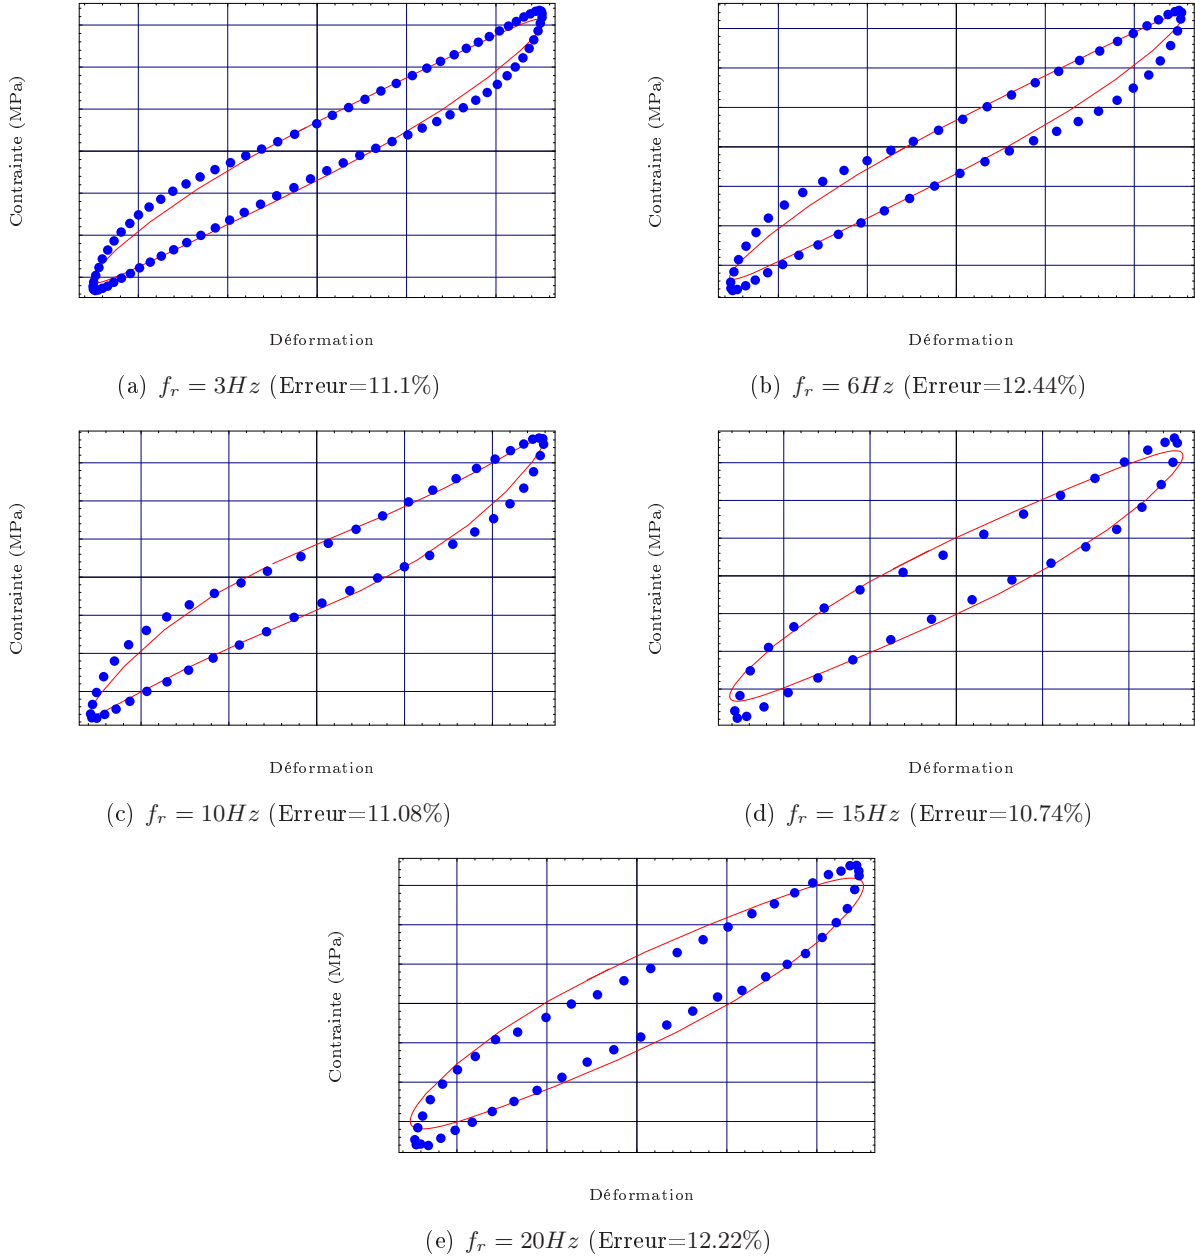 Contrainte (MPa)
Déformation
(a) f_r = 3Hz (Erreur=11.1%)
Contrainte (MPa)
Déformation
(b) f_r = 6Hz (Erreur=12.44%)
Contrainte (MPa)
Déformation
(c) f_r = 10Hz (Erreur=11.08%)
Contrainte (MPa)
Déformation
(d) f_r = 15Hz (Erreur=10.74%)
Contrainte (MPa)
Déformation
(e) f_r = 20Hz (Erreur=12.22%)